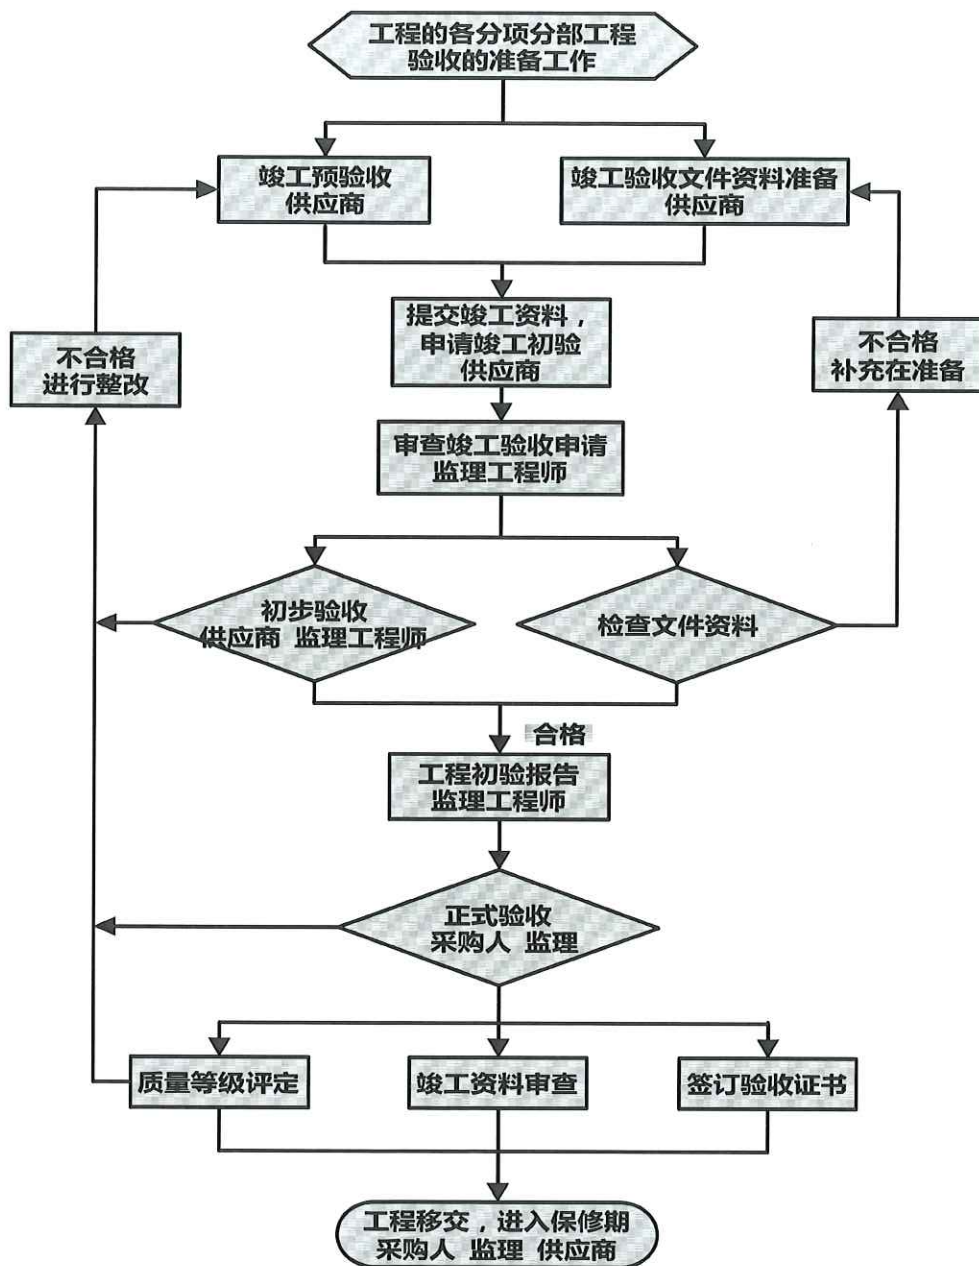 工程的各分项分部工程
验收的准备工作
竣工预验收
供应商
竣工验收文件资料准备
供应商
提交竣工资料，
申请竣工初验
供应商
不合格
进行整改
不合格
补充在准备
审查竣工验收申请
监理工程师
初步验收
供应商 监理工程师
检查文件资料
合格
工程初验报告
监理工程师
正式验收
采购人 监理
质量等级评定
竣工资料审查
签订验收证书
工程移交，进入保修期
采购人 监理 供应商